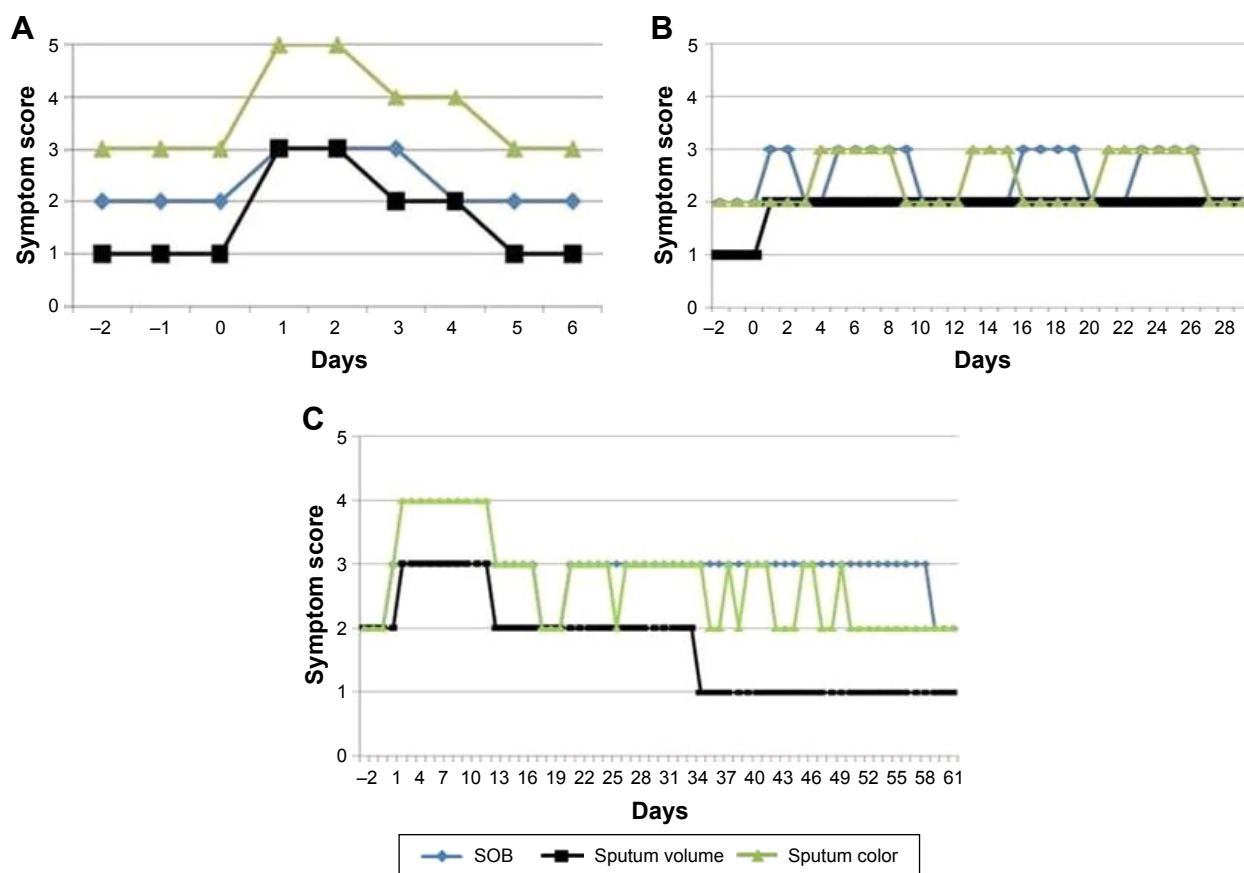 A
Symptom score
5
4
3
2
1
0
–2 –1 0 1 2 3 4 5 6
Days
B
Symptom score
5
4
3
2
1
0
–2 0 2 4 6 8 10 12 14 16 18 20 22 24 26 28
Days
C
Symptom score
5
4
3
2
1
0
–2 1 4 7 10 13 16 19 22 25 28 31 34 37 40 43 46 49 52 55 58 61
Days
SOB Sputum volume Sputum color